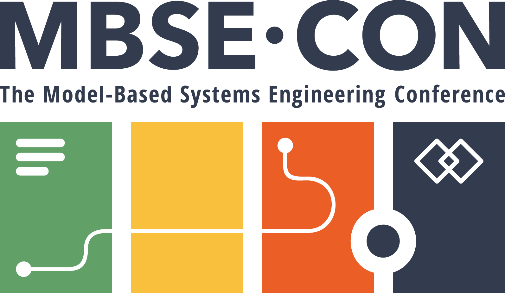 MBSE·CON
The Model-Based Systems Engineering Conference